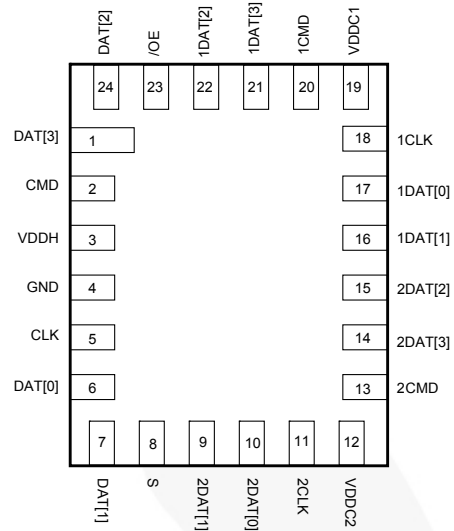 DAT[2]
/OE
1DAT[2]
1DAT[3]
1CMD
VDDC1
24
23
22
21
20
19
DAT[3]
1
18
1CLK
CMD
2
17
1DAT[0]
VDDH
3
16
1DAT[1]
GND
4
15
2DAT[2]
CLK
5
14
2DAT[3]
DAT[0]
6
13
2CMD
7
8
9
10
11
12
DAT[1]
S
2DAT[1]
2DAT[0]
2CLK
VDDC2